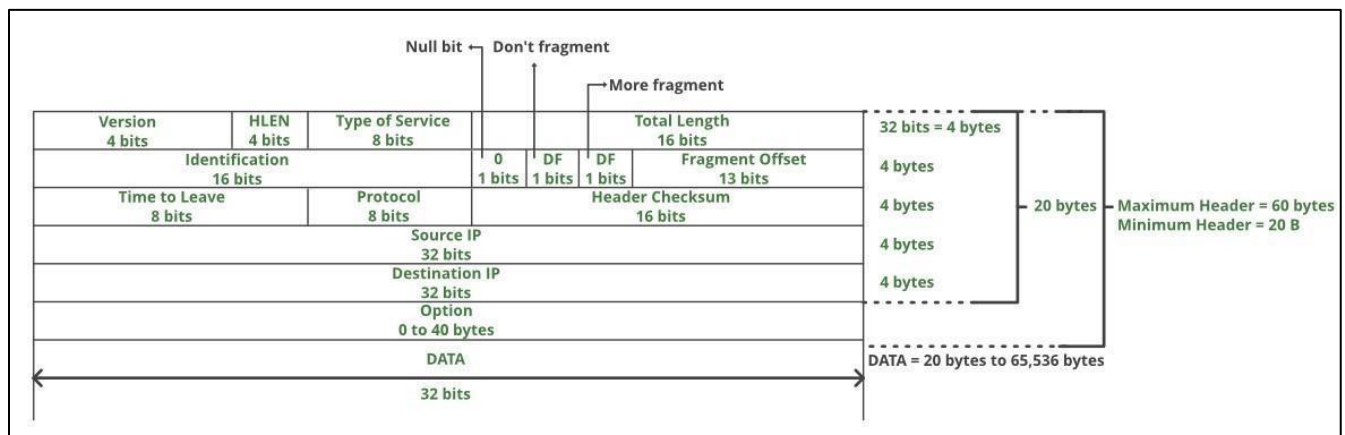 Null bit Don't fragment
More fragment
Version HLEN Type of Service Total Length
4 bits 4 bits 8 bits 16 bits
32 bits = 4 bytes
Identification 0 DF DF Fragment Offset
16 bits 1 bits 1 bits 1 bits 13 bits
4 bytes
Time to Leave Protocol Header Checksum
8 bits 8 bits 16 bits
4 bytes 20 bytes Maximum Header = 60 bytes
Minimum Header = 20 B
Source IP
32 bits
4 bytes
Destination IP
32 bits
4 bytes
Option
0 to 40 bytes
DATA
DATA = 20 bytes to 65,536 bytes
32 bits